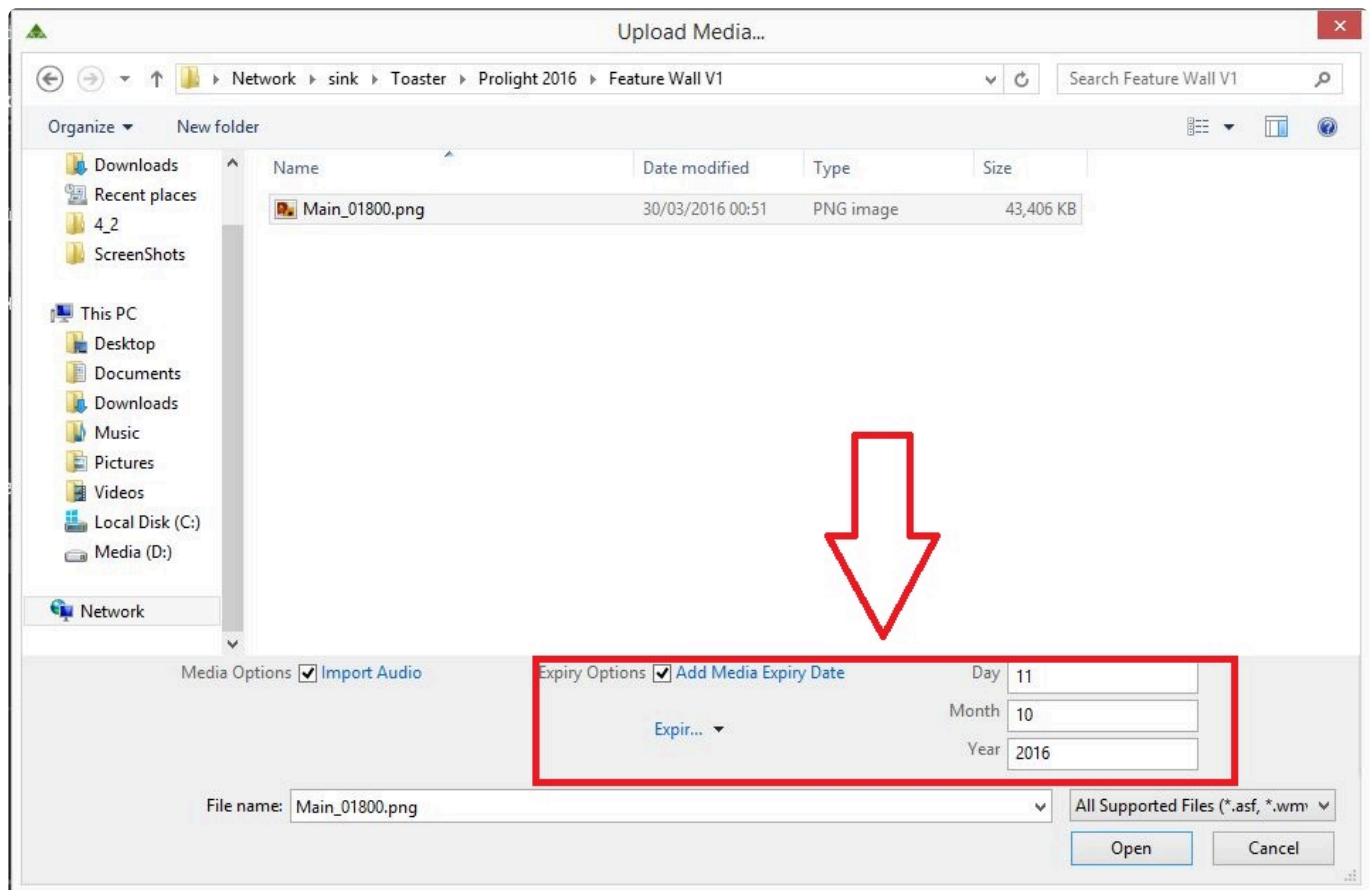 Upload Media...
Network ▸ sink ▸ Toaster ▸ Prolight 2016 ▸ Feature Wall V1
Search Feature Wall V1
Organize New folder
Name Date modified Type Size
Main_01800.png 30/03/2016 00:51 PNG image 43,406 KB
Downloads
Recent places
4_2
ScreenShots
This PC
Desktop
Documents
Downloads
Music
Pictures
Videos
Local Disk (C:)
Media (D:)
Network
Media Options Import Audio
Expiry Options Add Media Expiry Date
Expir...
Day 11
Month 10
Year 2016
File name: Main_01800.png
All Supported Files (*.asf, *.wm
Open Cancel